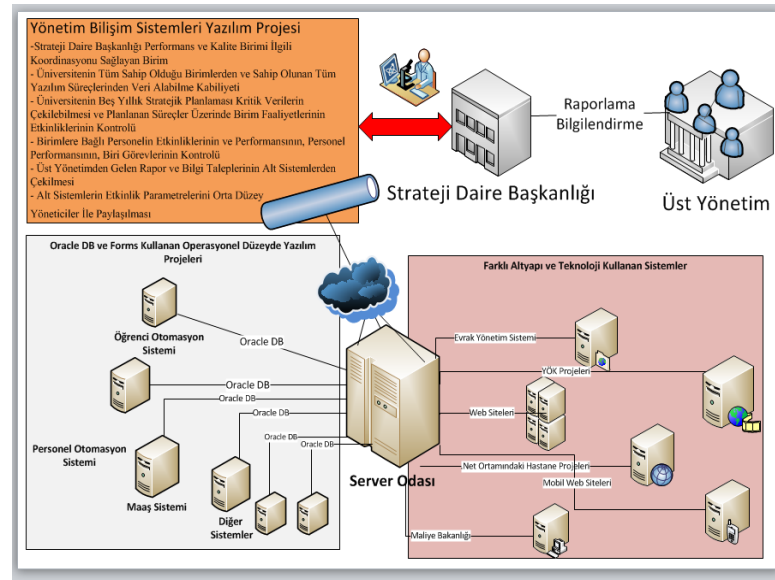 Yönetim Bilişim Sistemleri Yazılım Projesi
-Strateji Daire Başkanlığı Performans ve Kalite Birimi İlgili
Koordinasyonu Sağlayan Birim
- Üniversitenin Tüm Sahip Olduğu Birimlerden ve Sahip Olunan Tüm
Yazılım Süreçlerinden Veri Alabilme Kabiliyeti
- Üniversitenin Beş Yıllık Stratejik Planlaması Kritik Verilerin
Çekilebilmesi ve Planlanan Süreçler Üzerinde Birim Faaliyetlerinin
Etkinliklerinin Kontrolü
- Birimlere Bağlı Personelin Etkinliklerinin ve Performansının, Personel
Performansının, Biri Görevlerinin Kontrolü
- Üst Yönetimden Gelen Rapor ve Bilgi Taleplerinin Alt Sistemlerden
Çekilmesi
- Alt Sistemlerin Etkinlik Parametrelerini Orta Düzey
Yöneticiler İle Paylaşılması
Raporlama
Bilgilendirme
Strateji Daire Başkanlığı
Üst Yönetim
Oracle DB ve Forms Kullanan Operasyonel Düzeyde Yazılım
Projeleri
Öğrenci Otomasyon
Sistemi
Oracle DB
Oracle DB
Oracle DB
Oracle DB
Oracle DB
Oracle DB
Personel Otomasyon
Sistemi
Maaş Sistemi
Diğer
Sistemler
Server Odası
Farklı Altyapı ve Teknoloji Kullanan Sistemler
Evrak Yönetim Sistemi
YÖK Projeleri
Web Siteleri
Net Ortamındaki Hastane Projeleri
Mobil Web Siteleri
Maliye Bakanlığı